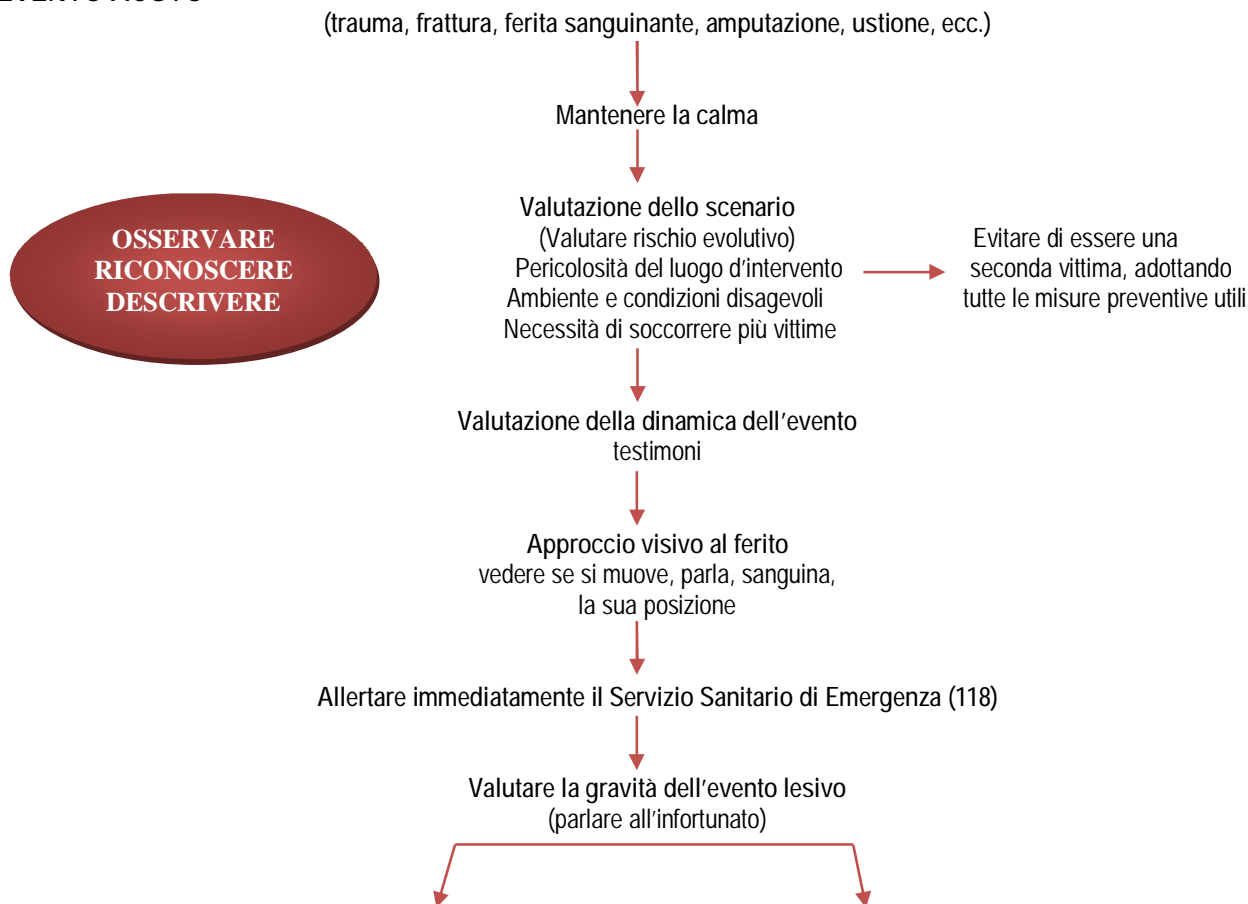 (trauma, frattura, ferita sanguinante, amputazione, ustione, ecc.)
Mantenere la calma
OSSERVARE
RICONOSCERE
DESCRIVERE
Valutazione dello scenario
(Valutare rischio evolutivo)
Pericolosità del luogo d'intervento
Ambiente e condizioni disagevoli
Necessità di soccorrere più vittime
Evitare di essere una
seconda vittima, adottando
tutte le misure preventive utili
Valutazione della dinamica dell'evento
testimoni
Approccio visivo al ferito
vedere se si muove, parla, sanguina,
la sua posizione
Allertare immediatamente il Servizio Sanitario di Emergenza (118)
Valutare la gravità dell'evento lesivo
(parlare all'infortunato)